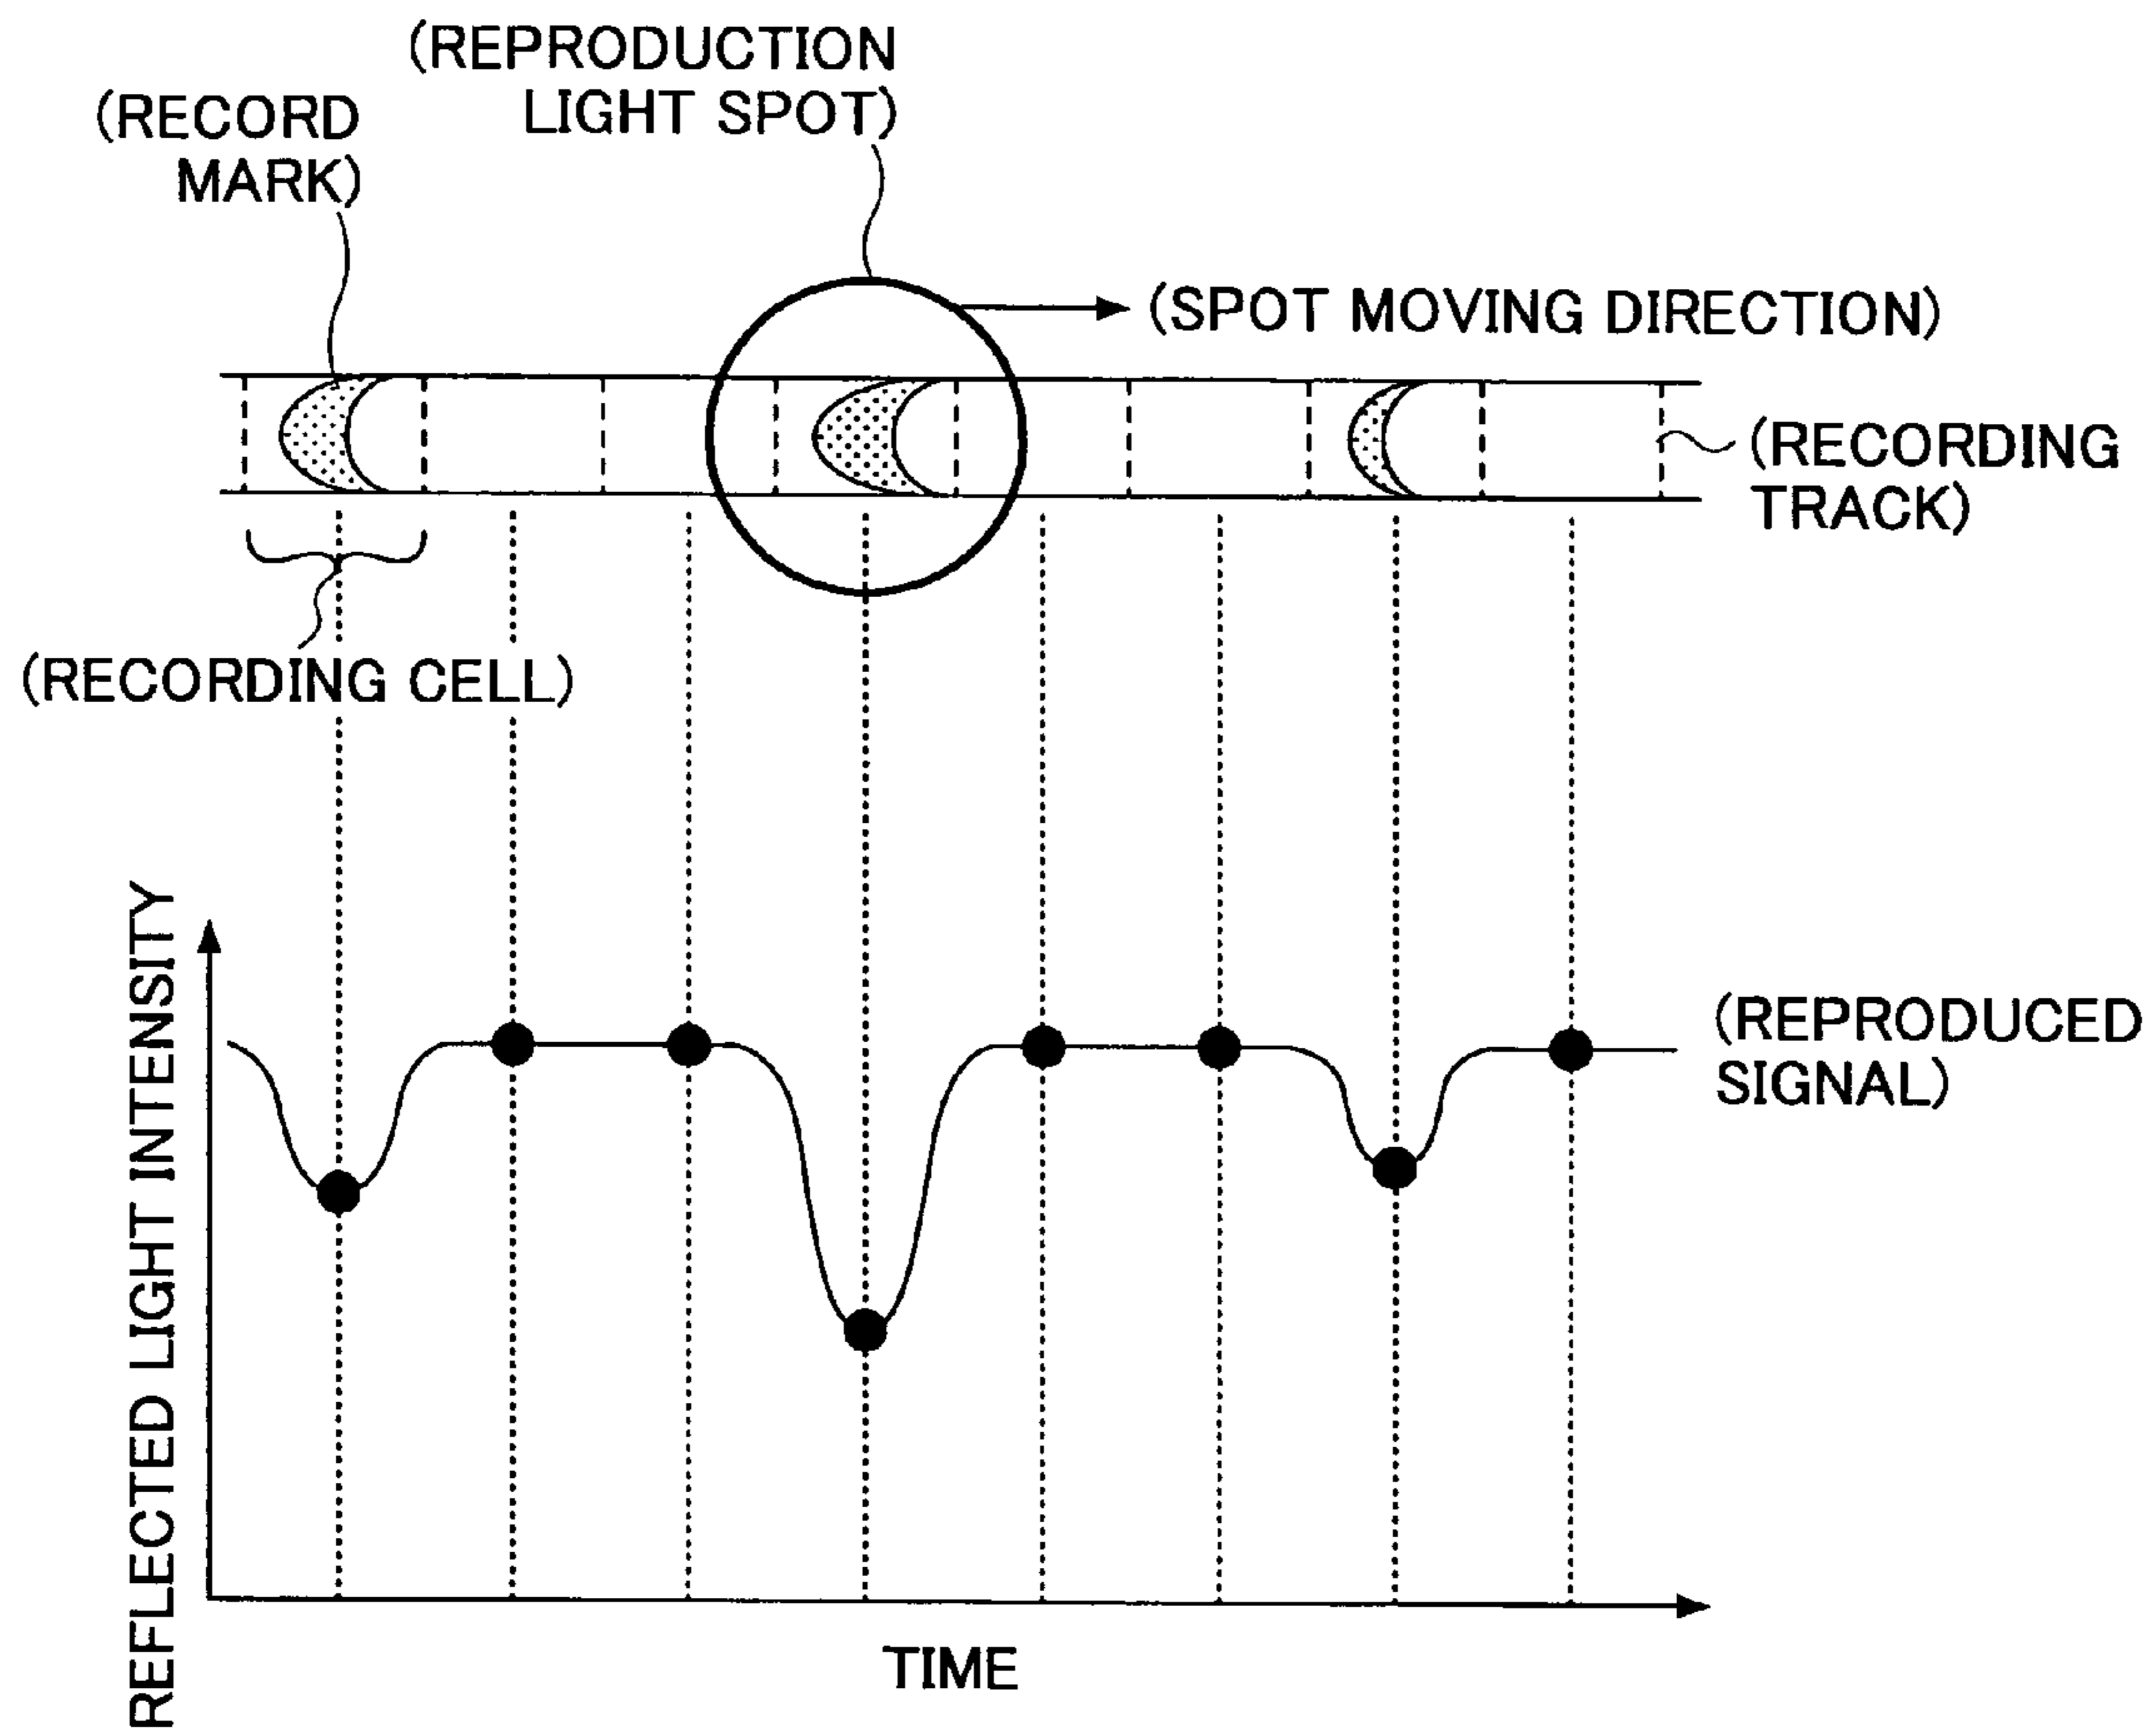 (REPRODUCTION
LIGHT SPOT)
(RECORD
MARK)
(SPOT MOVING DIRECTION)
(RECORDING
TRACK)
(RECORDING CELL)
REFLECTED LIGHT INTENSITY
(REPRODUCED
SIGNAL)
TIME